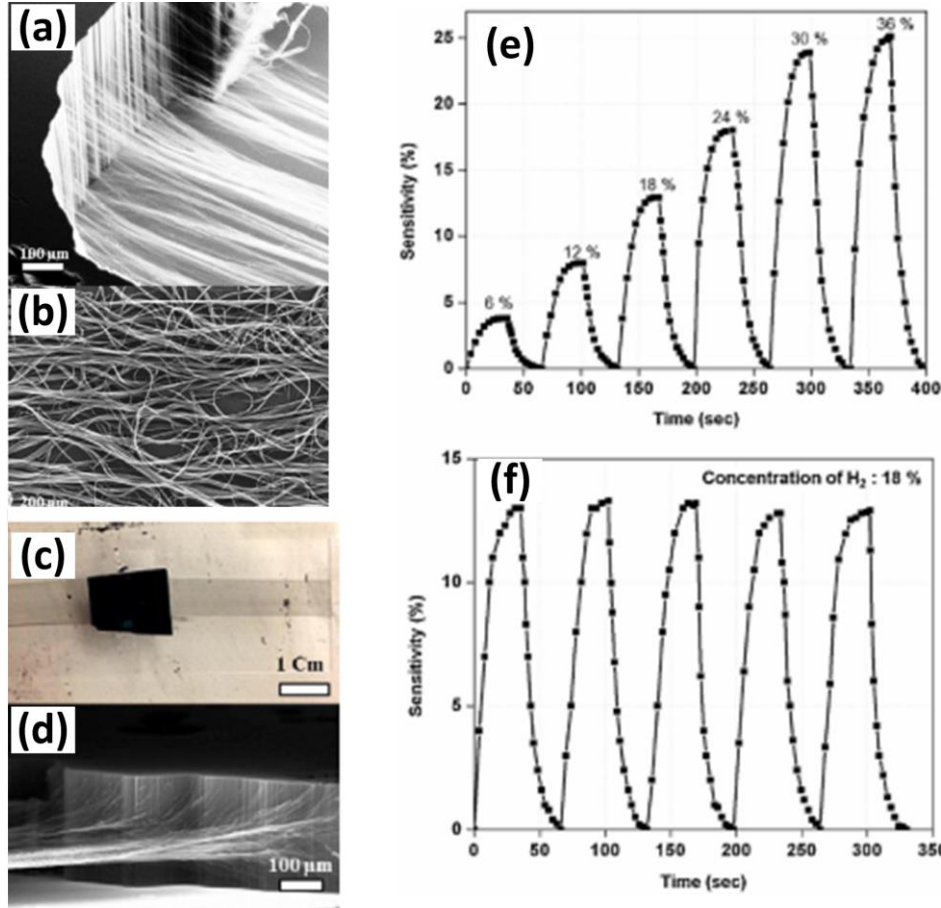 (a)
100 μm
(b)
200 μm
(c)
1 Cm
(d)
100 μm
(e)
Sensitivity (%)
25
20
15
10
5
0
6 %
12 %
18 %
24 %
30 %
36 %
0 50 100 150 200 250 300 350 400
Time (sec)
(f)
Concentration of H₂ : 18 %
Sensitivity (%)
15
10
5
0
0 50 100 150 200 250 300 350
Time (sec)